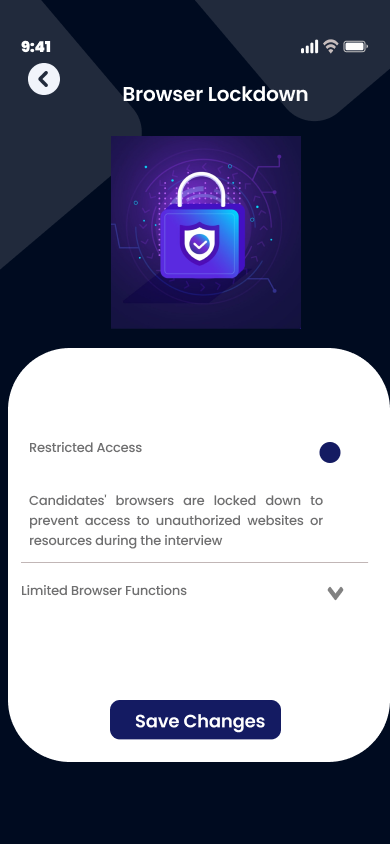 9:41
Browser Lockdown
Restricted Access
Candidates' browsers are locked down to
prevent access to unauthorized websites or
resources during the interview
Limited Browser Functions
Save Changes